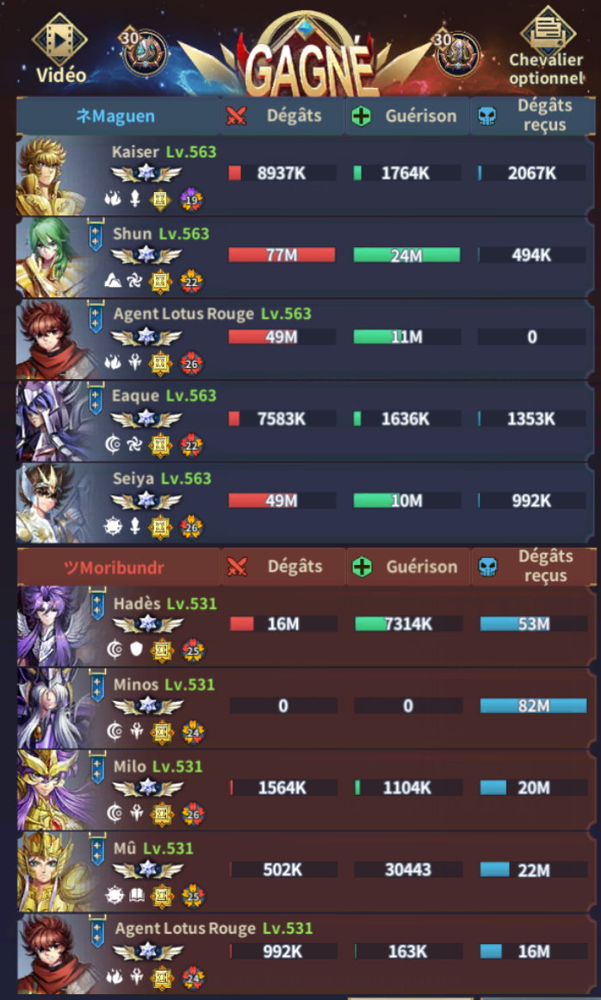 30
30
GAGNÉ
Vidéo
Chevalier
optionnel
ネMaguen
Dégâts
Guérison
Dégâts
reçus
Kaiser Lv.563
8937K
1764K
2067K
19
Shun Lv.563
77M
24M
494K
22
Agent Lotus Rouge Lv.563
49M
11M
0
26
Eaque Lv.563
7583K
1636K
1353K
22
Seiya Lv.563
49M
10M
992K
26
ツMoribundr
Dégâts
Guérison
Dégâts
reçus
Hadès Lv.531
16M
7314K
53M
25
Minos Lv.531
0
0
82M
24
Milo Lv.531
1564K
1104K
20M
26
Mû Lv.531
502K
30443
22M
25
Agent Lotus Rouge Lv.531
992K
163K
16M
24